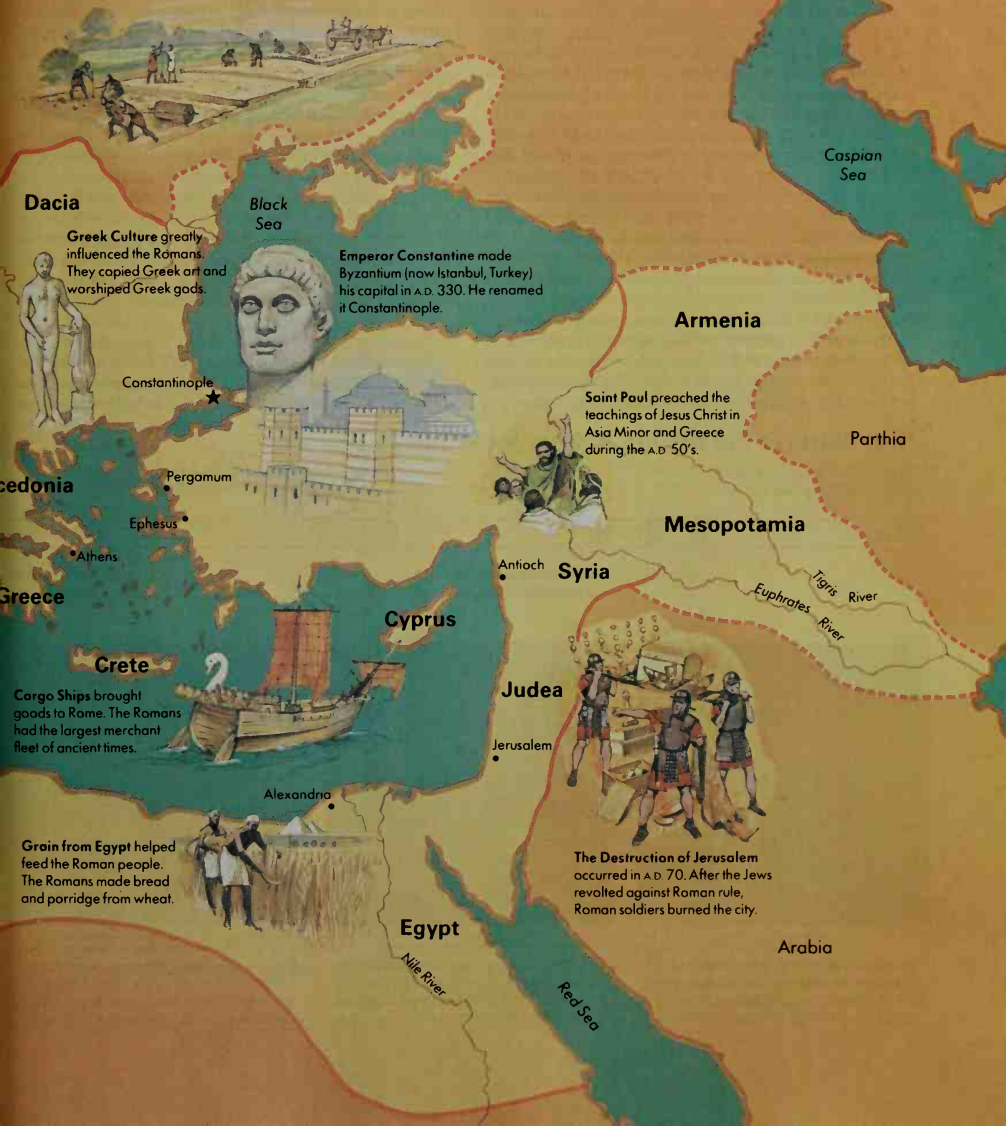 Caspian
Sea
Dacia
Black
Sea
Greek Culture greatly
influenced the Romans.
They copied Greek art and
worshiped Greek gods.
Emperor Constantine made
Byzantium (now Istanbul, Turkey)
his capital in A.D. 330. He renamed
it Constantinople.
Armenia
Constantinople
Saint Paul preached the
teachings of Jesus Christ in
Asia Minor and Greece
during the A.D. 50's.
Parthia
cedonia
Pergamum
Ephesus
Mesopotamia
Athens
Antioch
Syria
Tigris River
Euphrates
River
Greece
Cyprus
Crete
Cargo Ships brought
goods to Rome. The Romans
had the largest merchant
fleet of ancient times.
Judea
Jerusalem
Alexandria
Grain from Egypt helped
feed the Roman people.
The Romans made bread
and porridge from wheat.
The Destruction of Jerusalem
occurred in A.D. 70. After the Jews
revolted against Roman rule,
Roman soldiers burned the city.
Egypt
Arabia
Nile River
Red Sea